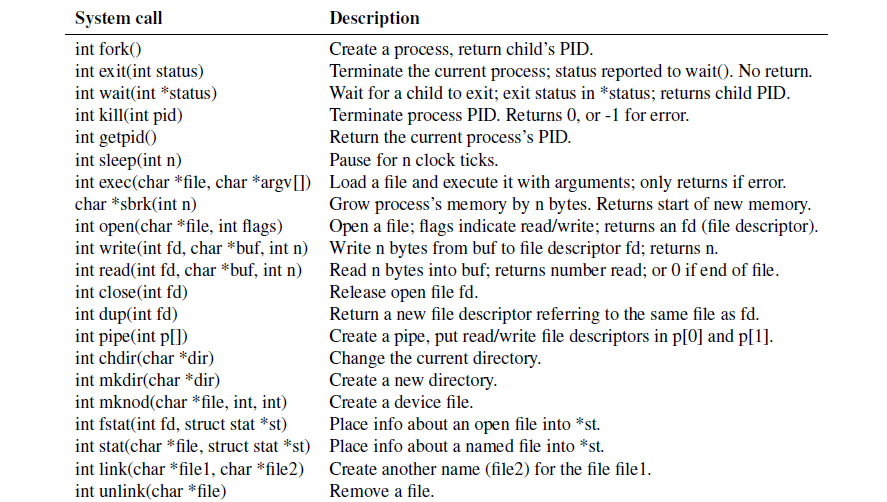 System call Description
int fork() Create a process, return child’s PID.
int exit(int status) Terminate the current process; status reported to wait(). No return.
int wait(int *status) Wait for a child to exit; exit status in *status; returns child PID.
int kill(int pid) Terminate process PID. Returns 0, or -1 for error.
int getpid() Return the current process’s PID.
int sleep(int n) Pause for n clock ticks.
int exec(char *file, char *argv[]) Load a file and execute it with arguments; only returns if error.
char *sbrk(int n) Grow process’s memory by n bytes. Returns start of new memory.
int open(char *file, int flags) Open a file; flags indicate read/write; returns an fd (file descriptor).
int write(int fd, char *buf, int n) Write n bytes from buf to file descriptor fd; returns n.
int read(int fd, char *buf, int n) Read n bytes into buf; returns number read; or 0 if end of file.
int close(int fd) Release open file fd.
int dup(int fd) Return a new file descriptor referring to the same file as fd.
int pipe(int p[]) Create a pipe, put read/write file descriptors in p[0] and p[1].
int chdir(char *dir) Change the current directory.
int mkdir(char *dir) Create a new directory.
int mknod(char *file, int, int) Create a device file.
int fstat(int fd, struct stat *st) Place info about an open file into *st.
int stat(char *file, struct stat *st) Place info about a named file into *st.
int link(char *file1, char *file2) Create another name (file2) for the file file1.
int unlink(char *file) Remove a file.